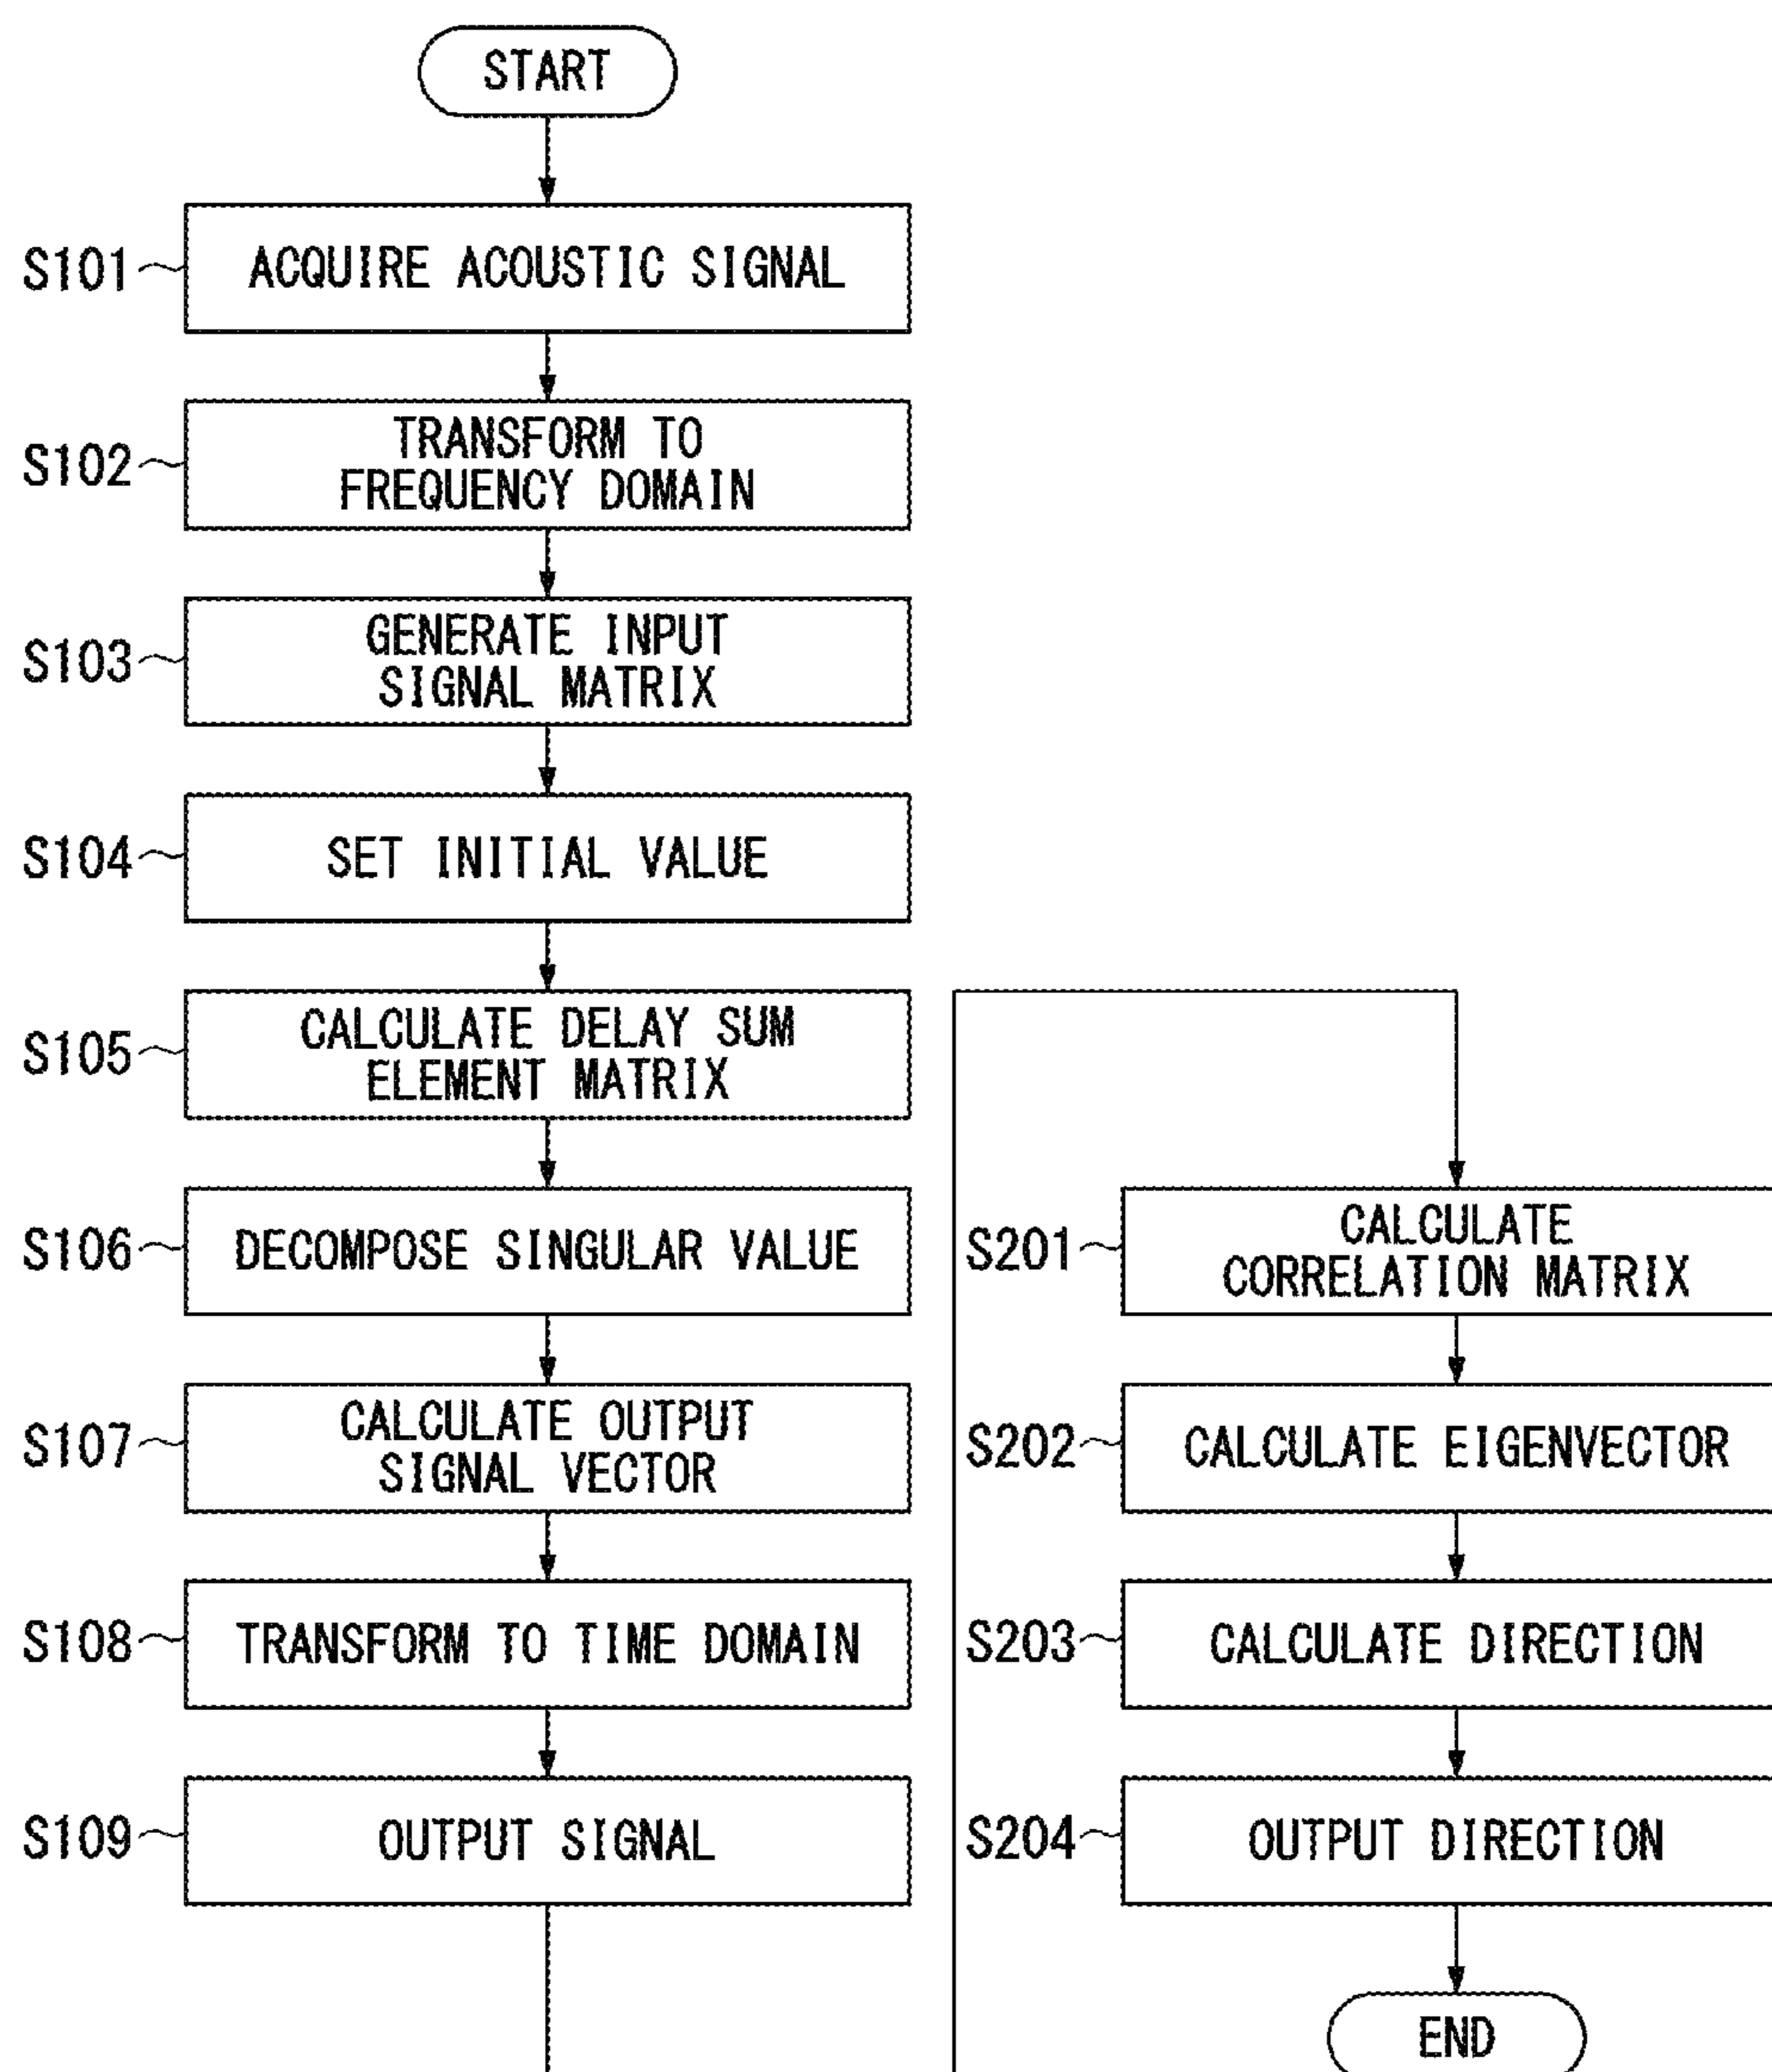 START
S101
ACQUIRE ACOUSTIC SIGNAL
S102
TRANSFORM TO
FREQUENCY DOMAIN
S103
GENERATE INPUT
SIGNAL MATRIX
S104
SET INITIAL VALUE
S105
CALCULATE DELAY SUM
ELEMENT MATRIX
S106
DECOMPOSE SINGULAR VALUE
S107
CALCULATE OUTPUT
SIGNAL VECTOR
S108
TRANSFORM TO TIME DOMAIN
S109
OUTPUT SIGNAL
S201
CALCULATE
CORRELATION MATRIX
S202
CALCULATE EIGENVECTOR
S203
CALCULATE DIRECTION
S204
OUTPUT DIRECTION
END